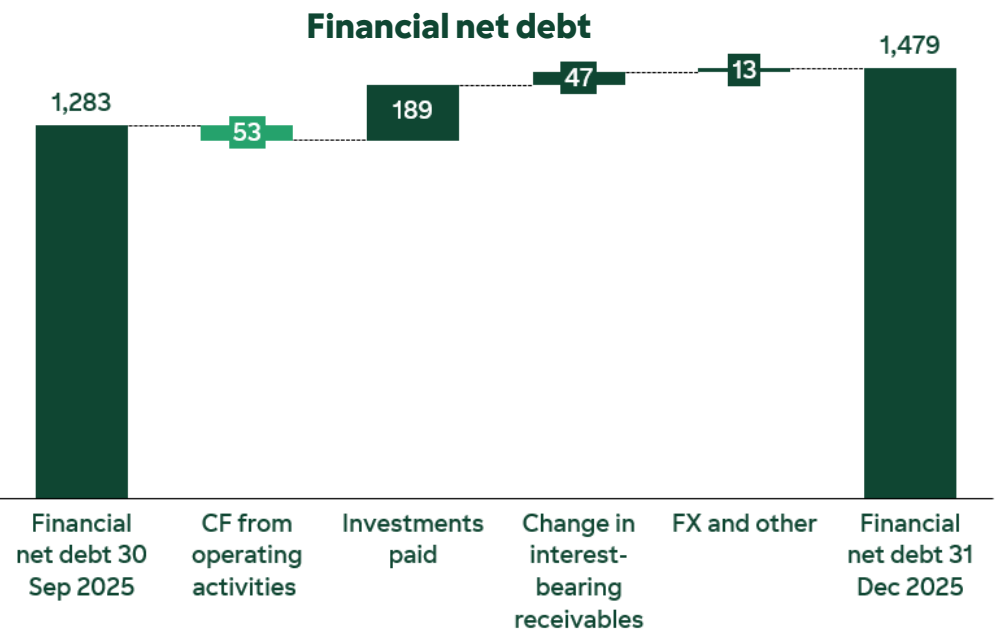 Financial net debt
1,283
53
189
47
13
1,479
Financial
net debt 30
Sep 2025
CF from
operating
activities
Investments
paid
Change in
interest-
bearing
receivables
FX and other
Financial
net debt 31
Dec 2025